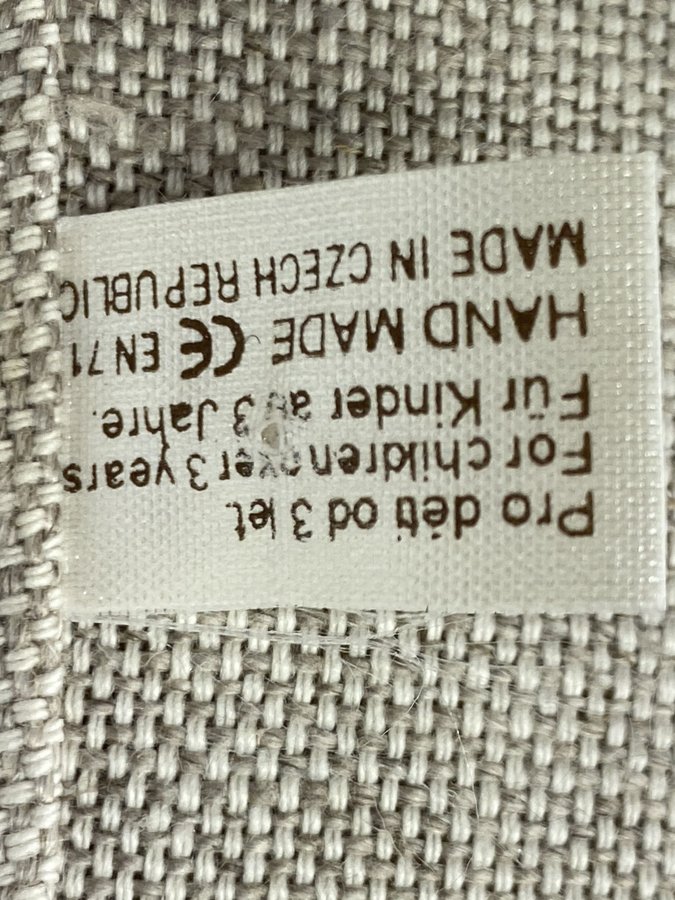 Pro děti od 3 let
For children over 3 years
Für Kinder ab 3 Jahre.
HAND MADE CE EN 71
MADE IN CZECH REPUBLIC